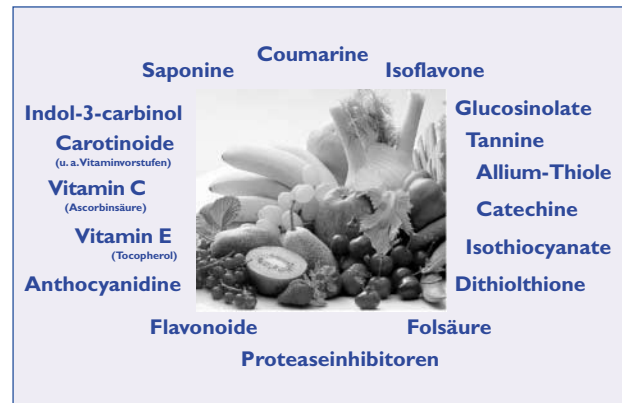 Coumarine
Saponine
Isoflavone
Indol-3-carbinol
Carotinoide
(u. a. Vitaminvorstufen)
Vitamin C
(Ascorbinsäure)
Vitamin E
(Tocopherol)
Anthocyanidine
Glucosinolate
Tannine
Allium-Thiole
Catechine
Isothiocyanate
Dithiolthione
Flavonoide
Folsäure
Proteaseinhibitoren